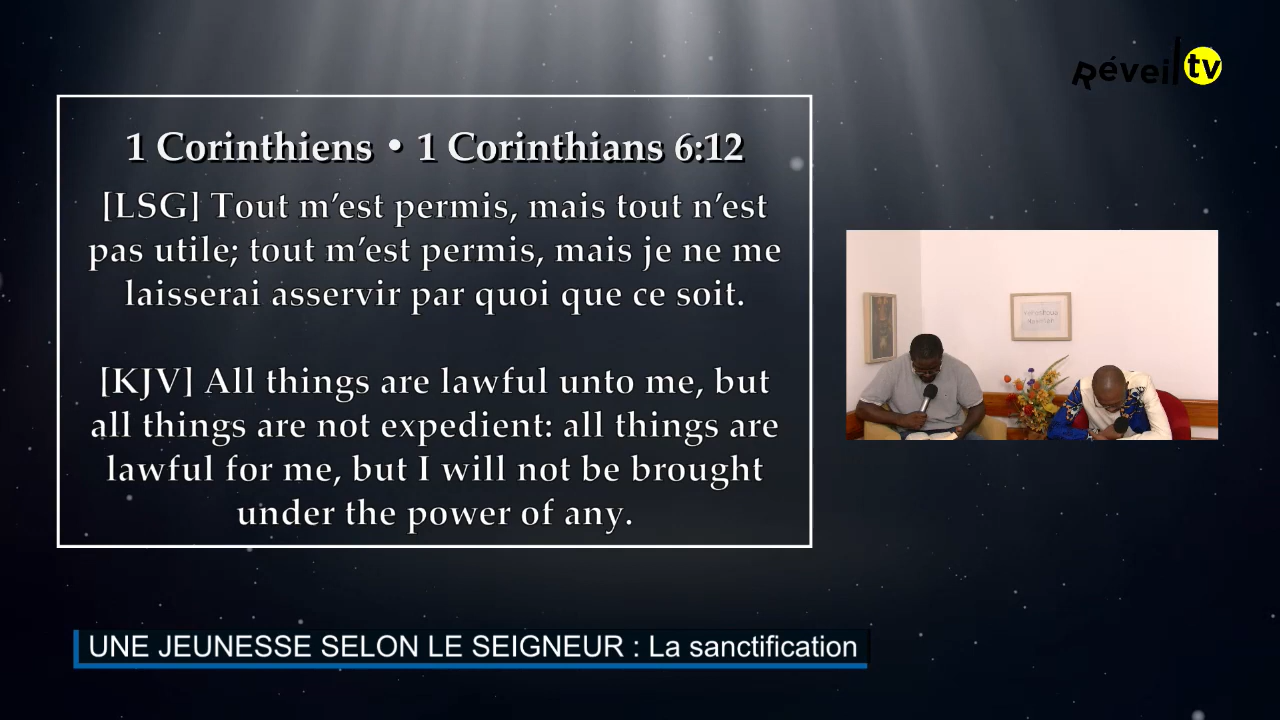 Réveil tv
1 Corinthiens • 1 Corinthians 6:12
[LSG] Tout m’est permis, mais tout n’est
pas utile; tout m’est permis, mais je ne me
laisserai asservir par quoi que ce soit.
[KJV] All things are lawful unto me, but
all things are not expedient: all things are
lawful for me, but I will not be brought
under the power of any.
UNE JEUNESSE SELON LE SEIGNEUR : La sanctification